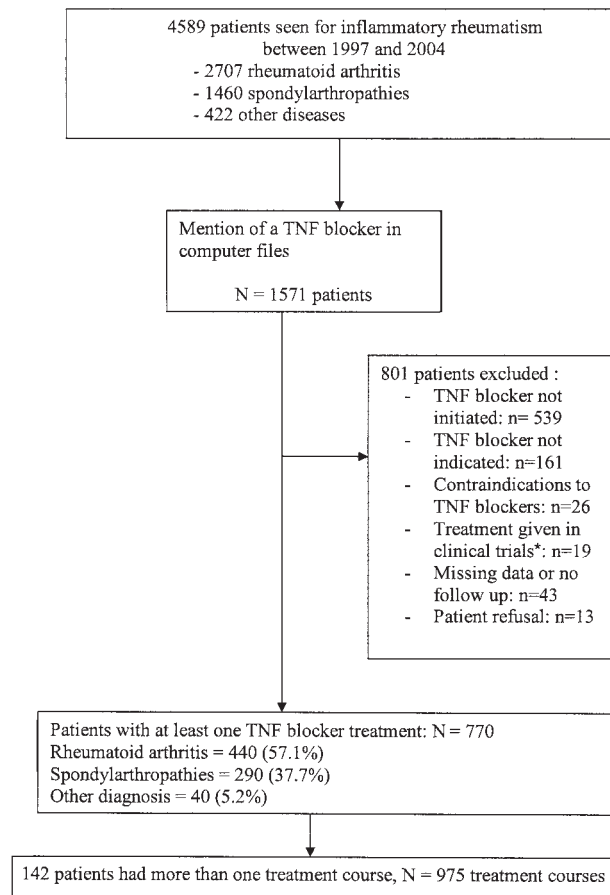 4589 patients seen for inflammatory rheumatism
between 1997 and 2004
- 2707 rheumatoid arthritis
- 1460 spondylarthropathies
- 422 other diseases
Mention of a TNF blocker in
computer files
N = 1571 patients
801 patients excluded :
- TNF blocker not
initiated: n= 539
- TNF blocker not
indicated: n=161
- Contraindications to
TNF blockers: n=26
- Treatment given in
clinical trials*: n=19
- Missing data or no
follow up: n=43
- Patient refusal: n=13
Patients with at least one TNF blocker treatment: N = 770
Rheumatoid arthritis = 440 (57.1%)
Spondylarthropathies = 290 (37.7%)
Other diagnosis = 40 (5.2%)
142 patients had more than one treatment course, N = 975 treatment courses